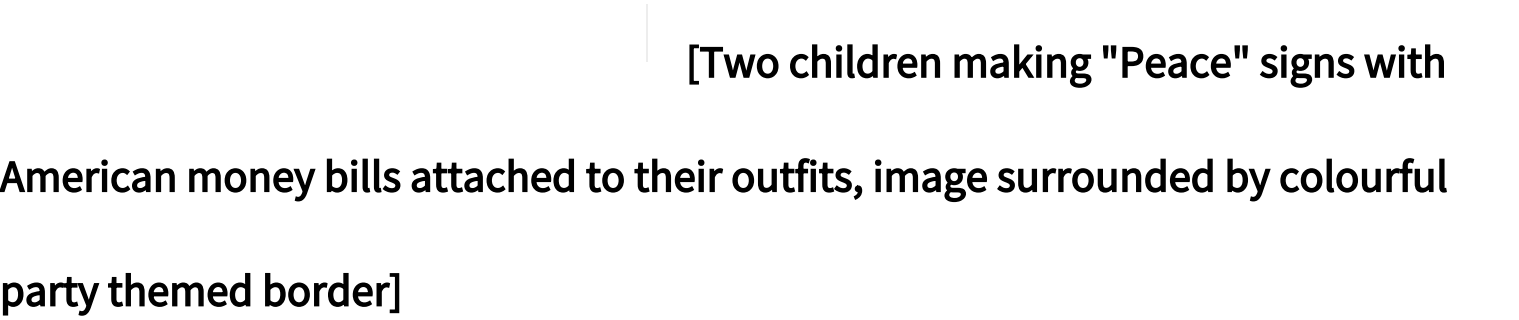 [Two children making "Peace" signs with
American money bills attached to their outfits, image surrounded by colourful
party themed border]